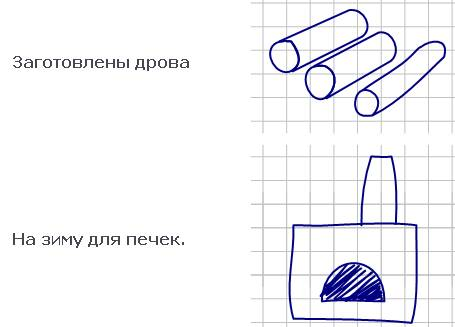 Заготовлены дрова
На зиму для печек.